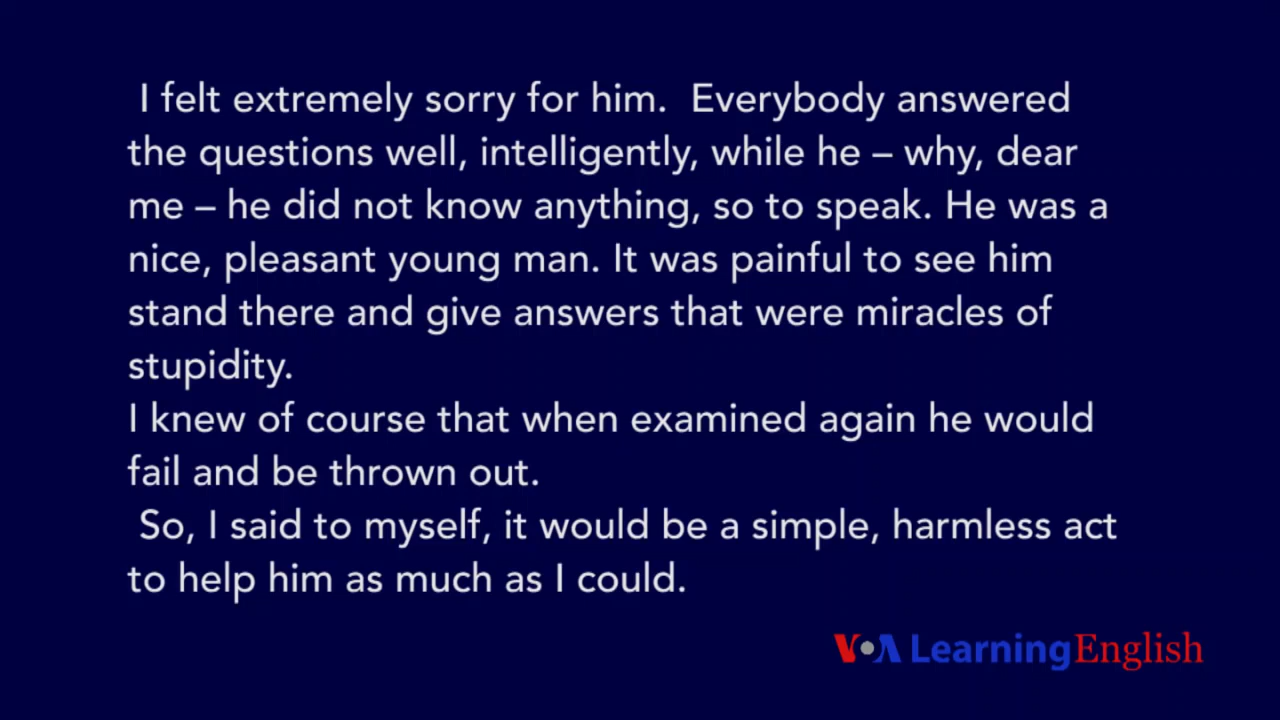 I felt extremely sorry for him.  Everybody answered
the questions well, intelligently, while he – why, dear
me – he did not know anything, so to speak. He was a
nice, pleasant young man. It was painful to see him
stand there and give answers that were miracles of
stupidity.
I knew of course that when examined again he would
fail and be thrown out.
So, I said to myself, it would be a simple, harmless act
to help him as much as I could.
VOA Learning English